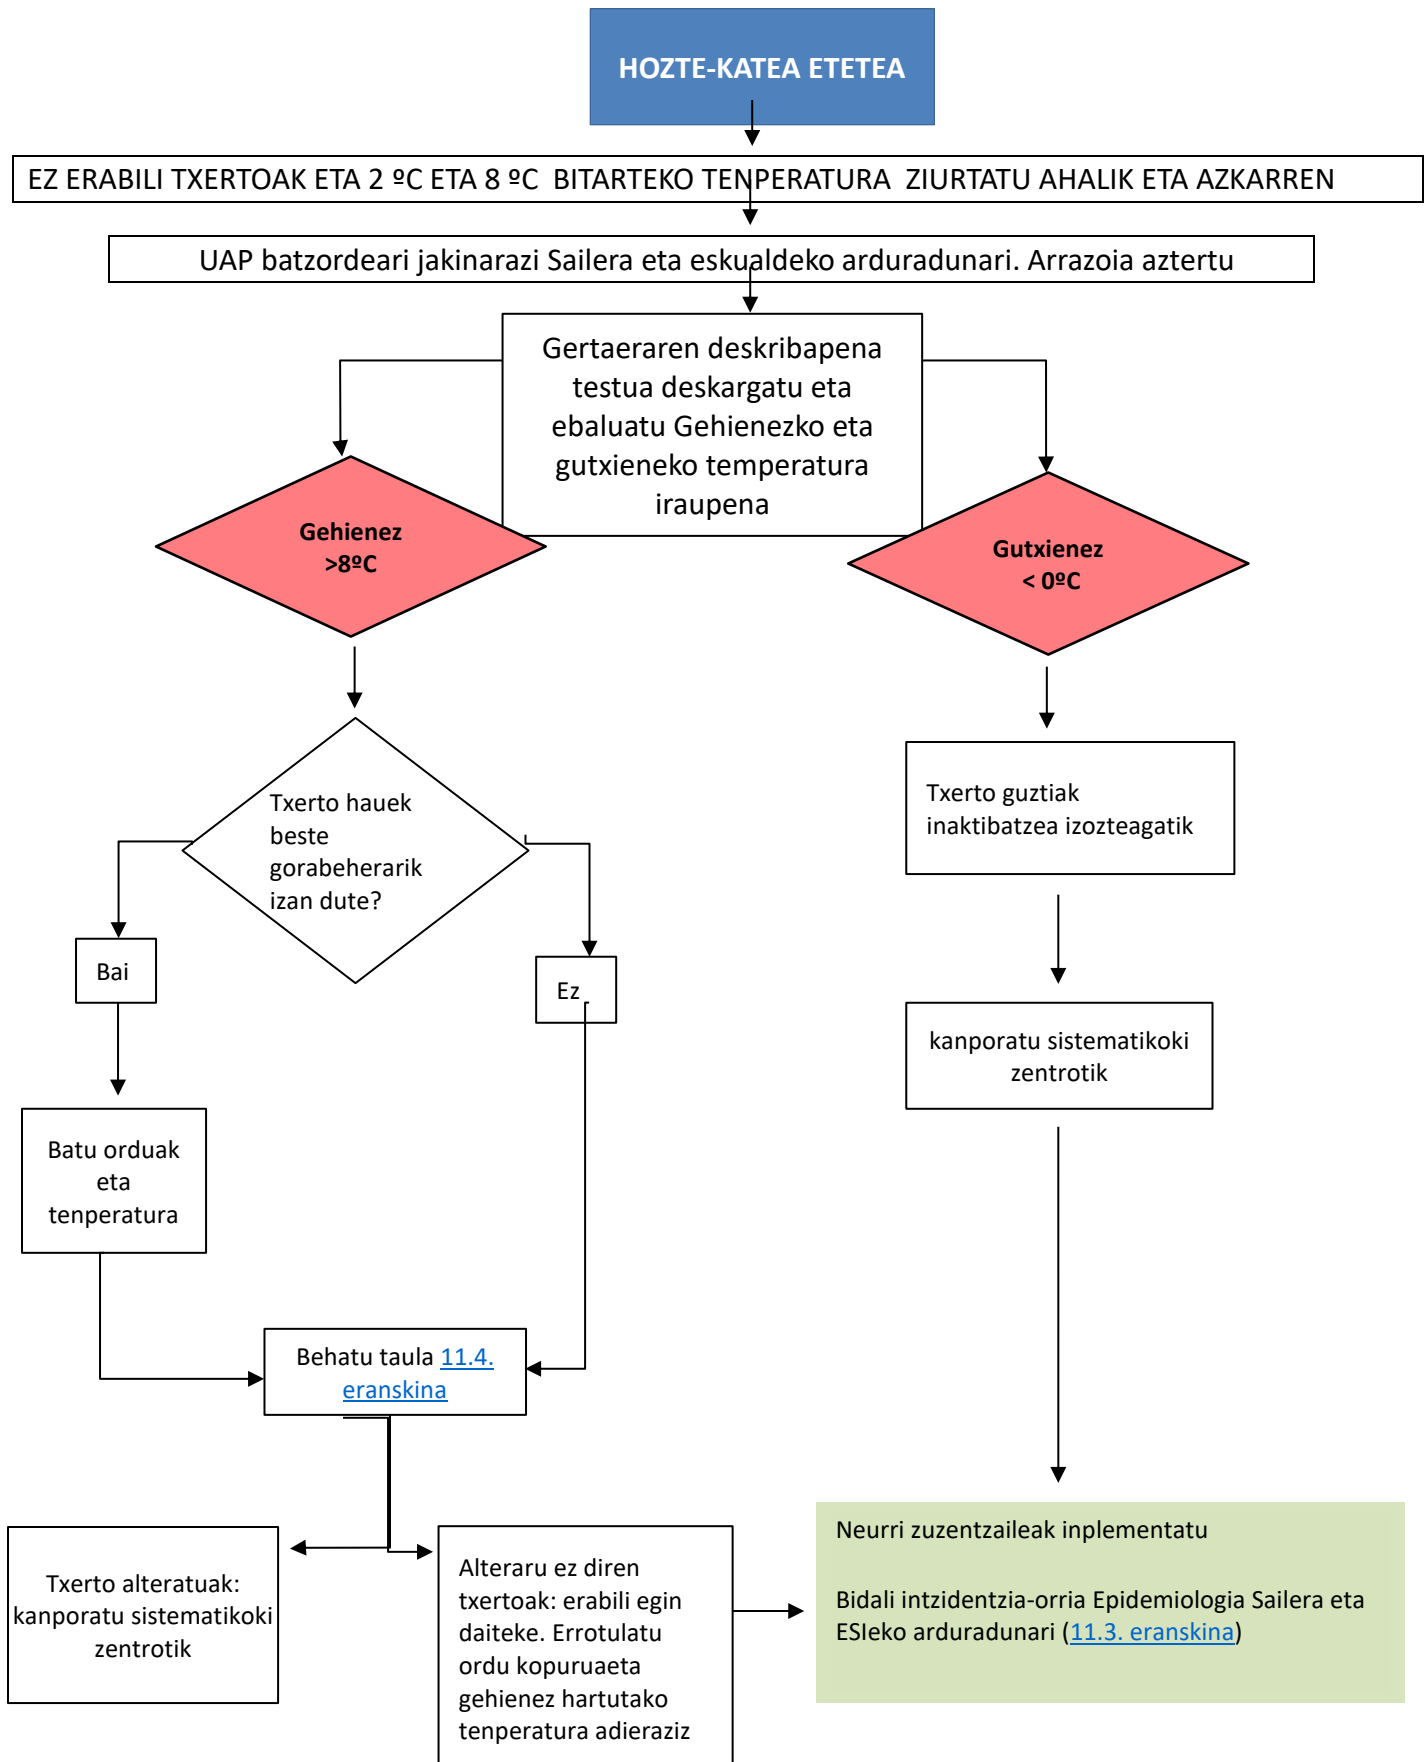 HOZTE-KATEA ETETEA
EZ ERABILI TXERTOAK ETA 2 ºC ETA 8 ºC BITARTEKO TENPERATURA ZIURTATU AHALIK ETA AZKARREN
UAP batzordeari jakinarazi Sailera eta eskualdeko arduradunari. Arrazoia aztertu
Gertaeraren deskribapena
testua deskargatu eta
ebaluatu Gehienezko eta
gutxieneko temperatura
iraupena
Gehienez
>8ºC
Gutxienez
< 0ºC
Txerto hauek
beste
gorabeherarik
izan dute?
Txerto guztiak
inaktibatzea izozteagatik
Bai
Ez
kanporatu sistematikoki
zentrotik
Batu orduak
eta
tenperatura
Behatu taula 11.4.
eranskina
Txerto alteratuak:
kanporatu sistematikoki
zentrotik
Alteraru ez diren
txertoak: erabili egin
daiteke. Errotulatu
ordu kopuruaeta
gehienez hartutako
tenperatura adieraziz
Neurri zuzentzaileak inplementatu
Bidali intzidentzia-orria Epidemiologia Sailera eta
ESIeko arduradunari (11.3. eranskina)